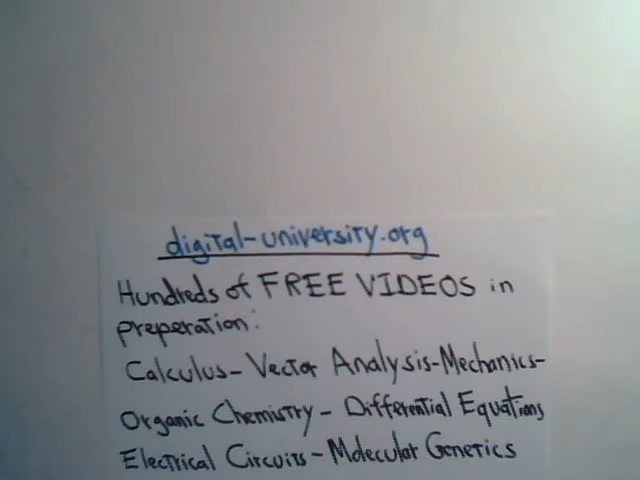 digital-university.org
Hundreds of FREE VIDEOS in
preperation:
Calculus- Vector Analysis-Mechanics-
Organic Chemistry - Differential Equations
Electrical Circuits - Molecular Genetics